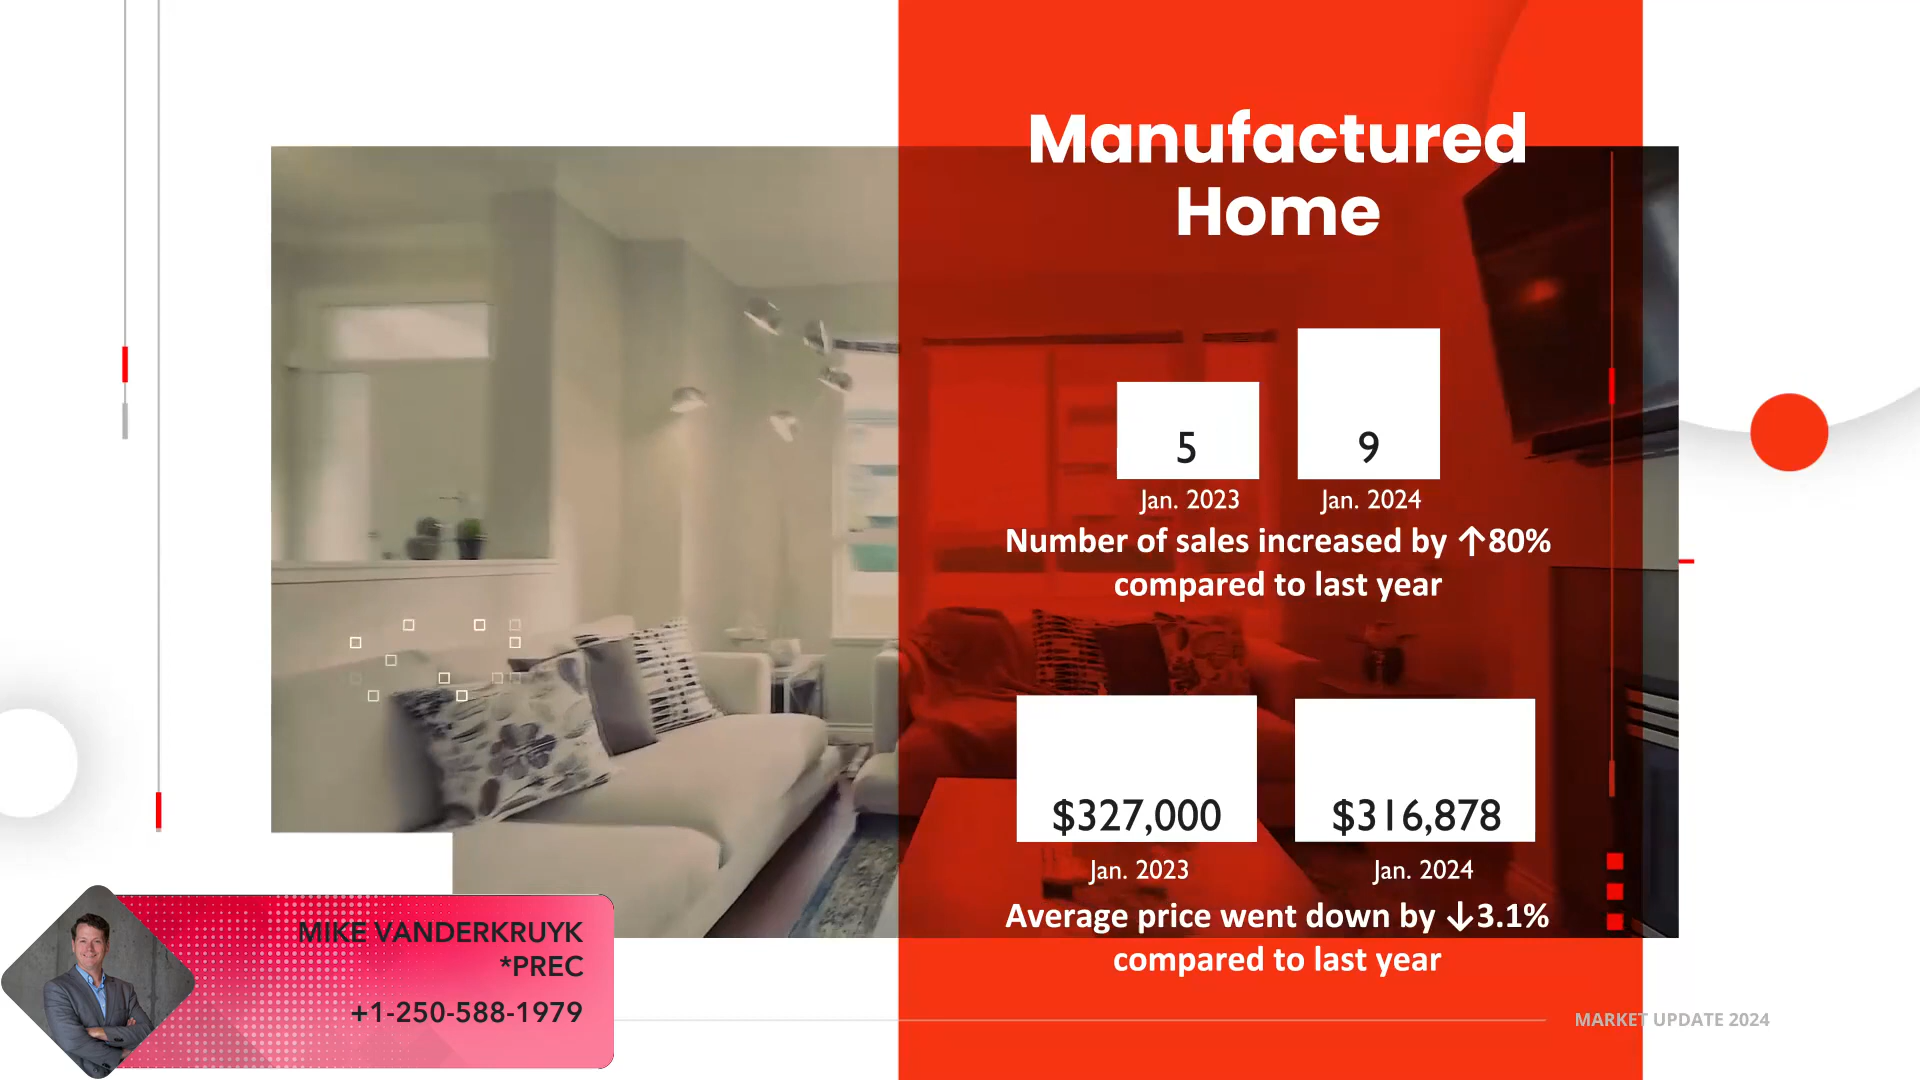 Manufactured
Home
5
9
Jan. 2023
Jan. 2024
Number of sales increased by ↑80%
compared to last year
$327,000
$316,878
Jan. 2023
Jan. 2024
Average price went down by ↓3.1%
compared to last year
MIKE VANDERKRUYK
*PREC
+1-250-588-1979
MARKET UPDATE 2024